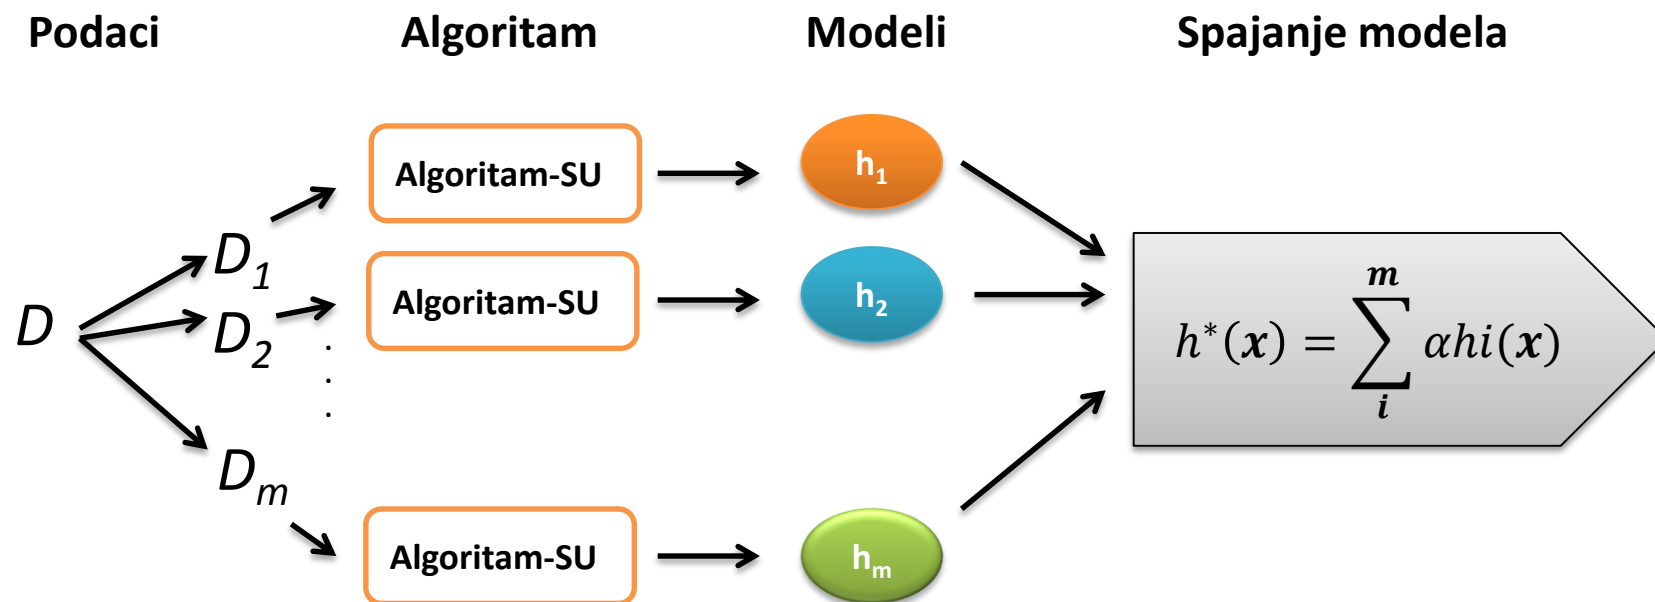 Podaci
Algoritam
Modeli
Spajanje modela
Algoritam-SU
h1
D1
Algoritam-SU
h2
D
D2
.
.
.
h*(x) = ∑ i m αhi(x)
Dm
Algoritam-SU
hm